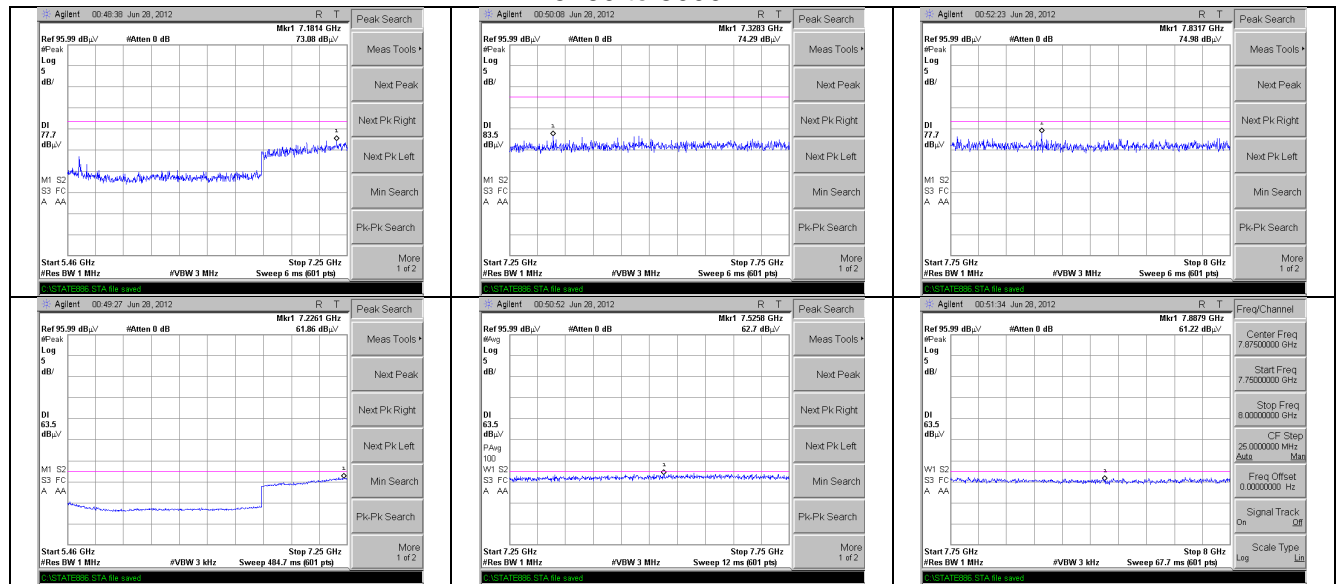 Agilent 00:48:38 Jun 28, 2012 R T
Mkr1 7.1814 GHz
Ref 95.99 dBµV #Atten 0 dB 73.08 dBµV
#Peak
Log
5
dB/
1
DI
77.7
dBµV
M1 S2
S3 FC
A AA
Start 5.46 GHz Stop 7.25 GHz
#Res BW 1 MHz #VBW 3 MHz Sweep 6 ms (601 pts)
C:\STATE886.STA file saved
Peak Search
Meas Tools
Next Peak
Next Pk Right
Next Pk Left
Min Search
Pk-Pk Search
More
1 of 2
Agilent 00:50:08 Jun 28, 2012 R T
Mkr1 7.3283 GHz
Ref 95.99 dBµV #Atten 0 dB 74.29 dBµV
#Peak
Log
5
dB/
1
DI
83.5
dBµV
M1 S2
S3 FC
A AA
Start 7.25 GHz Stop 7.75 GHz
#Res BW 1 MHz #VBW 3 MHz Sweep 6 ms (601 pts)
C:\STATE886.STA file saved
Peak Search
Meas Tools
Next Peak
Next Pk Right
Next Pk Left
Min Search
Pk-Pk Search
More
1 of 2
Agilent 00:52:23 Jun 28, 2012 R T
Mkr1 7.8317 GHz
Ref 95.99 dBµV #Atten 0 dB 74.98 dBµV
#Peak
Log
5
dB/
1
DI
77.7
dBµV
M1 S2
S3 FC
A AA
Start 7.75 GHz Stop 8 GHz
#Res BW 1 MHz #VBW 3 MHz Sweep 6 ms (601 pts)
C:\STATE886.STA file saved
Peak Search
Meas Tools
Next Peak
Next Pk Right
Next Pk Left
Min Search
Pk-Pk Search
More
1 of 2
Agilent 00:49:27 Jun 28, 2012 R T
Mkr1 7.2261 GHz
Ref 95.99 dBµV #Atten 0 dB 61.86 dBµV
#Peak
Log
5
dB/
DI
63.5
dBµV
1
M1 S2
S3 FC
A AA
Start 5.46 GHz Stop 7.25 GHz
#Res BW 1 MHz #VBW 3 kHz Sweep 484.7 ms (601 pts)
C:\STATE886.STA file saved
Peak Search
Meas Tools
Next Peak
Next Pk Right
Next Pk Left
Min Search
Pk-Pk Search
More
1 of 2
Agilent 00:50:52 Jun 28, 2012 R T
Mkr1 7.5258 GHz
Ref 95.99 dBµV #Atten 0 dB 62.7 dBµV
#Avg
Log
5
dB/
DI
63.5
dBµV
PAvg
100
1
W1 S2
S3 FC
A AA
Start 7.25 GHz Stop 7.75 GHz
#Res BW 1 MHz #VBW 3 MHz Sweep 12 ms (601 pts)
C:\STATE886.STA file saved
Peak Search
Meas Tools
Next Peak
Next Pk Right
Next Pk Left
Min Search
Pk-Pk Search
More
1 of 2
Agilent 00:51:34 Jun 28, 2012 R T
Mkr1 7.8879 GHz
Ref 95.99 dBµV #Atten 0 dB 61.22 dBµV
#Peak
Log
5
dB/
DI
63.5
dBµV
1
W1 S2
S3 FC
A AA
Start 7.75 GHz Stop 8 GHz
#Res BW 1 MHz #VBW 3 kHz Sweep 67.7 ms (601 pts)
C:\STATE886.STA file saved
Freq/Channel
Center Freq
7.87500000 GHz
Start Freq
7.75000000 GHz
Stop Freq
8.00000000 GHz
CF Step
25.0000000 MHz
Auto Man
Freq Offset
0.00000000 Hz
Signal Track
On Off
Scale Type
Log Lin